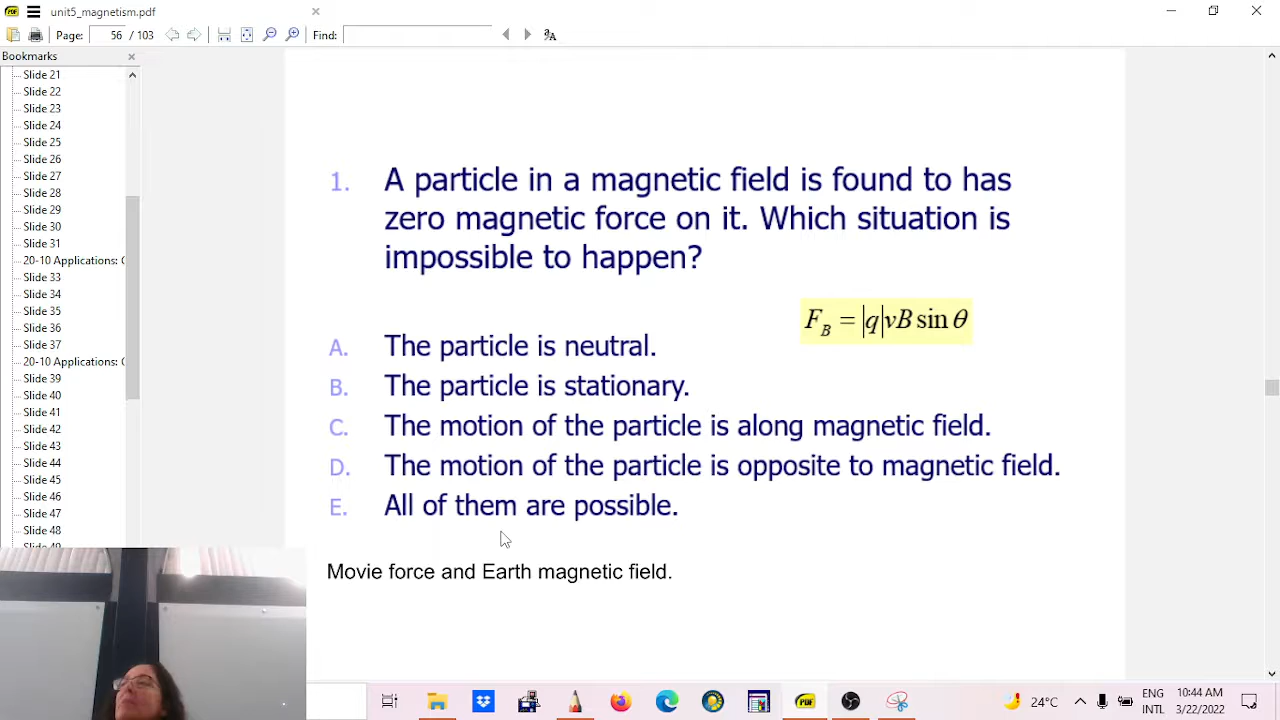 unit5_magnetism.pdf
Page: 56 / 103 Find:
Bookmarks
Slide 21
Slide 22
Slide 23
Slide 24
Slide 25
Slide 26
Slide 27
Slide 28
Slide 29
Slide 30
Slide 31
20-10 Applications: (
Slide 33
Slide 34
Slide 35
Slide 36
Slide 37
20-10 Applications: (
Slide 39
Slide 40
Slide 41
Slide 42
Slide 43
Slide 44
Slide 45
Slide 46
Slide 47
Slide 48
1. A particle in a magnetic field is found to has
zero magnetic force on it. Which situation is
impossible to happen?
F_B = |q|vB sin θ
A. The particle is neutral.
B. The particle is stationary.
C. The motion of the particle is along magnetic field.
D. The motion of the particle is opposite to magnetic field.
E. All of them are possible.
Movie force and Earth magnetic field.
PDF
24°C
ENG
INTL
10:44 AM
3/22/2022